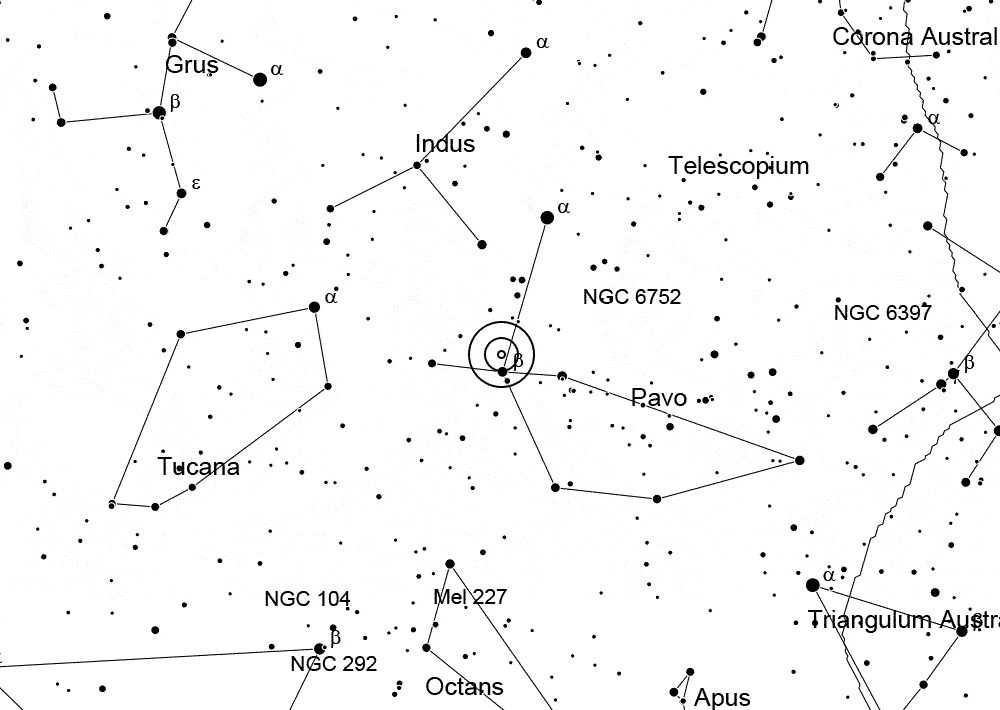 Corona Austral
α
Grus
α
β
α
Indus
Telescopium
ε
α
α
NGC 6752
α
NGC 6397
β
β
Pavo
Tucana
α
NGC 104
Mel 227
Triangulum Austra
β
β
NGC 292
Octans
Apus